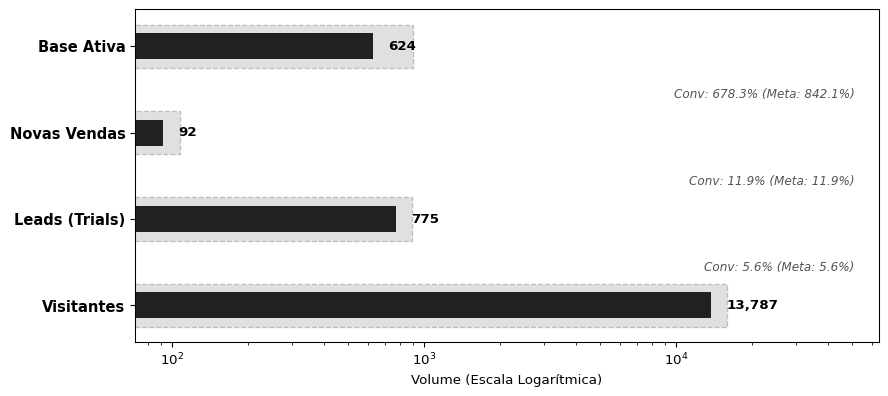 Base Ativa
624
Conv: 678.3% (Meta: 842.1%)
Novas Vendas
92
Conv: 11.9% (Meta: 11.9%)
Leads (Trials)
775
Conv: 5.6% (Meta: 5.6%)
Visitantes
13,787
10²
10³
10⁴
Volume (Escala Logarítmica)